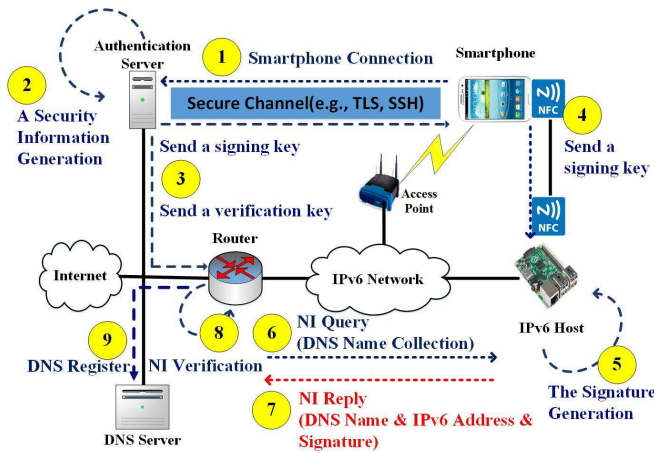 Authentication
Server
1
Smartphone Connection
Smartphone
2
A Security
Information
Generation
Secure Channel(e.g., TLS, SSH)
NFC
4
Send a
signing key
Send a signing key
3
Send a verification key
NFC
Access
Point
Router
Internet
IPv6 Network
IPv6 Host
8
6
NI Query
(DNS Name Collection)
9
DNS Register
NI Verification
5
The Signature
Generation
7
NI Reply
(DNS Name & IPv6 Address &
Signature)
DNS Server